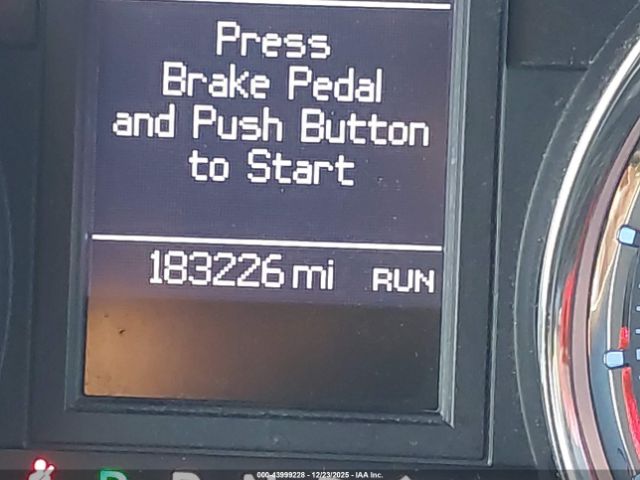 Press
Brake Pedal
and Push Button
to Start
183226 mi RUN
000-43999228 - 12/23/2025 - IAA Inc.